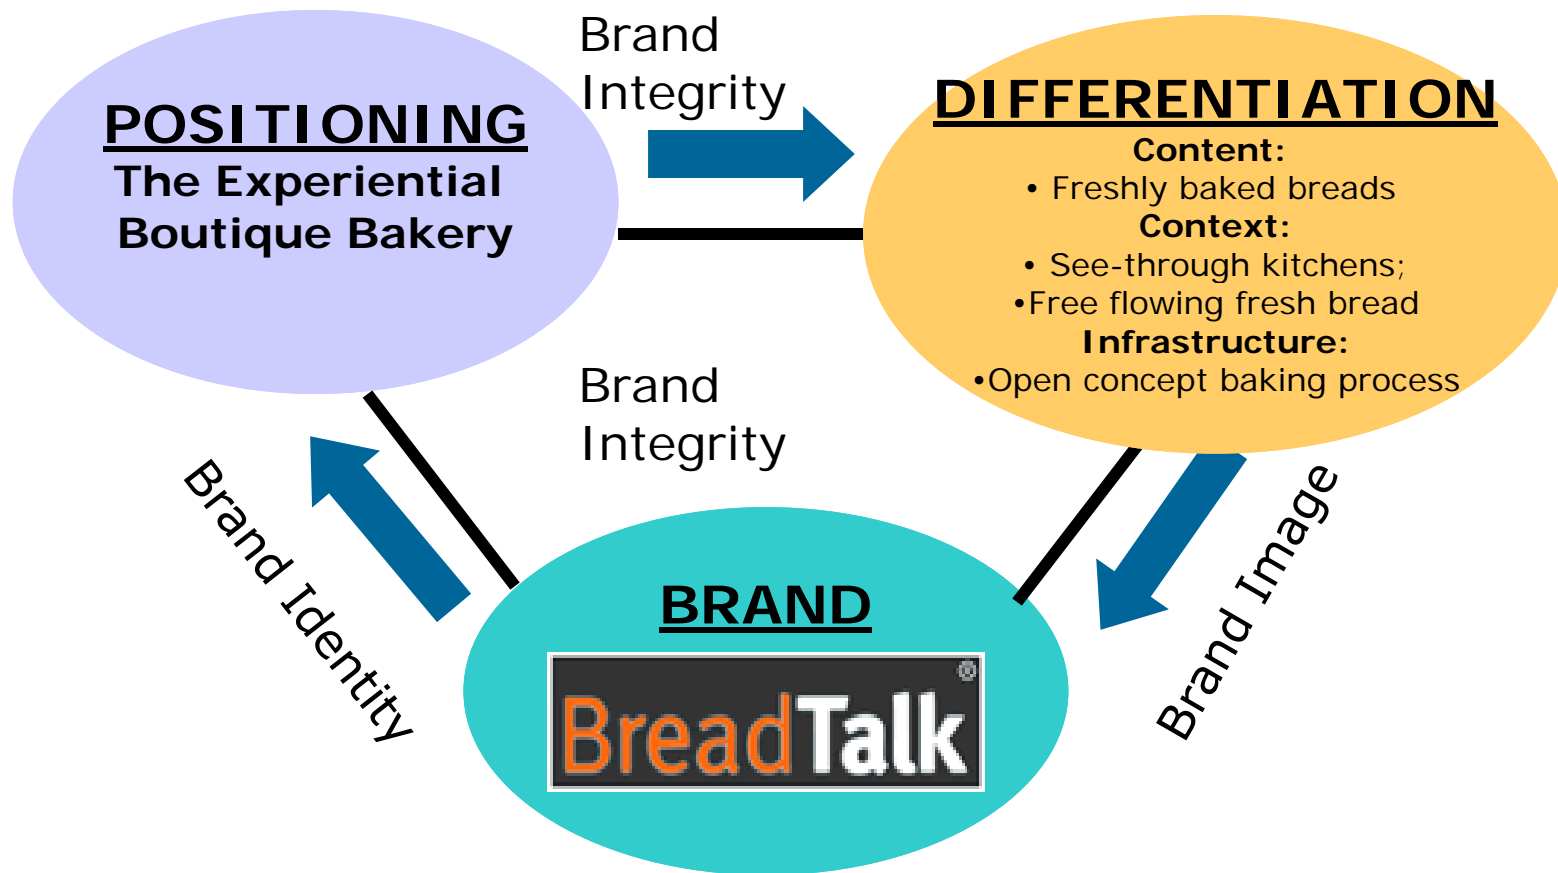 POSITIONING
The Experiential
Boutique Bakery
Brand
Integrity
DIFFERENTIATION
Content:
• Freshly baked breads
Context:
• See-through kitchens;
•Free flowing fresh bread
Infrastructure:
•Open concept baking process
Brand
Integrity
Brand Identity
Brand Image
BRAND
BreadTalk®